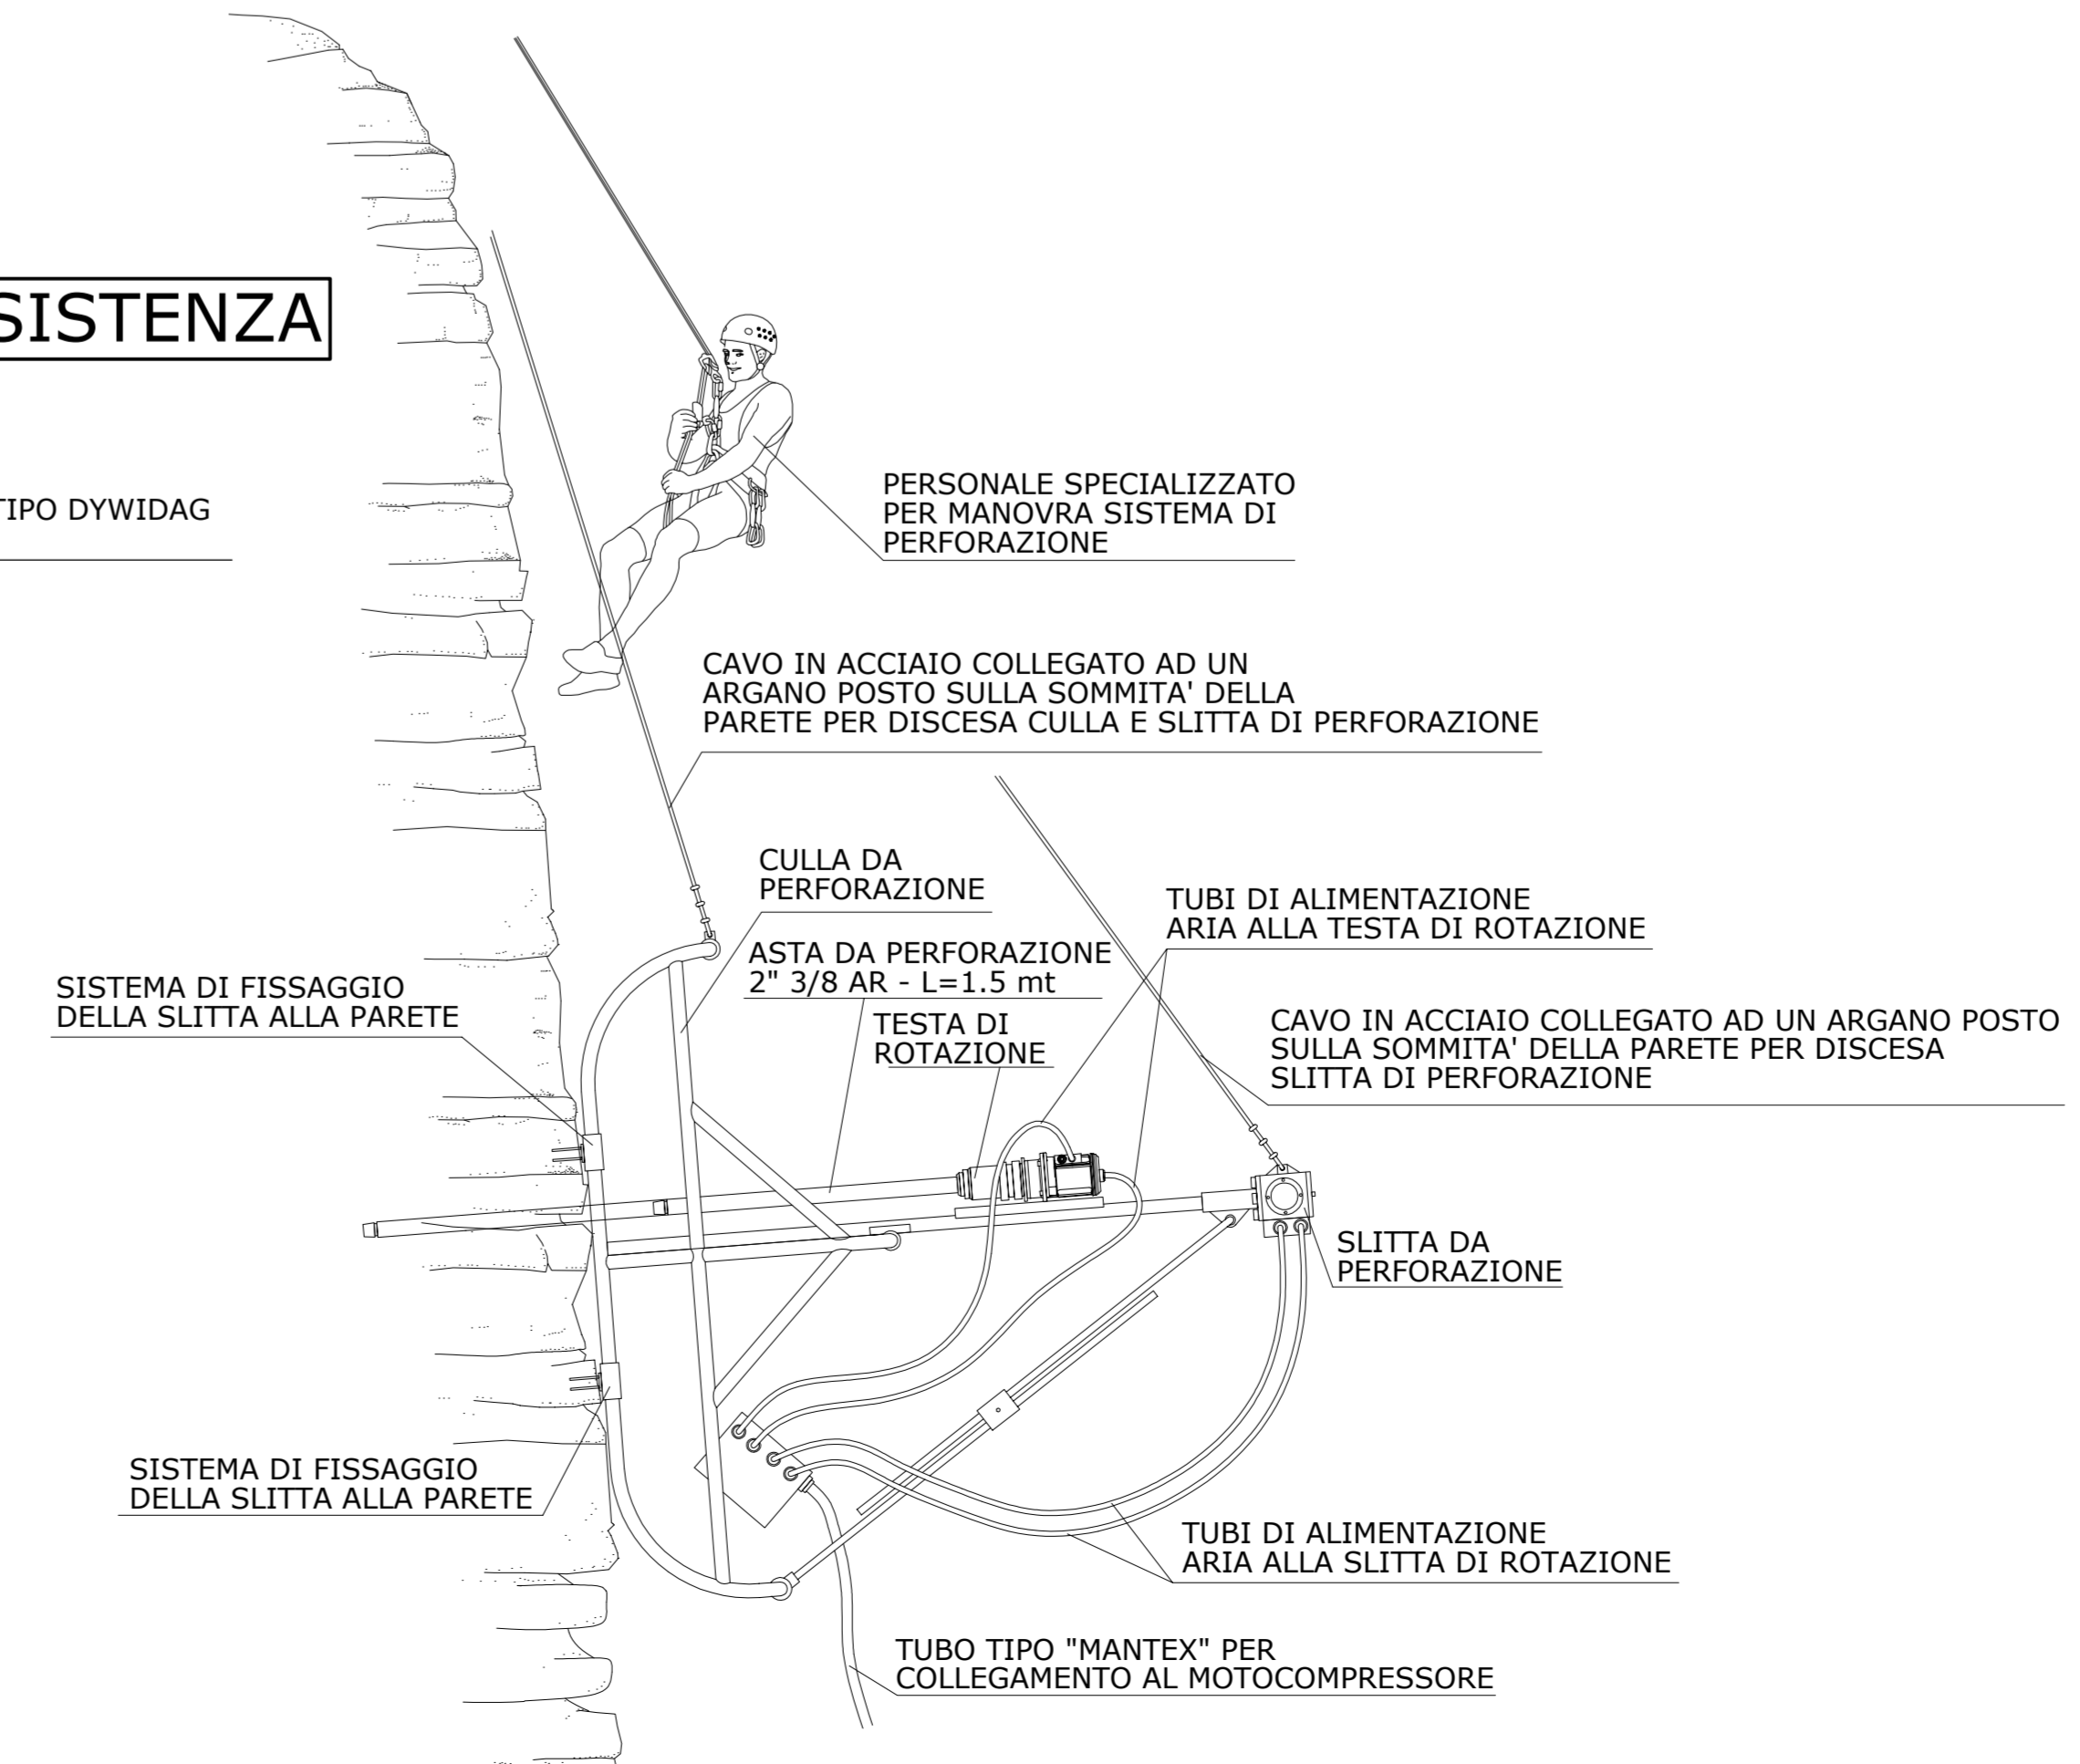 SISTENZA
TIPO DYWIDAG
PERSONALE SPECIALIZZATO
PER MANOVRA SISTEMA DI
PERFORAZIONE
CAVO IN ACCIAIO COLLEGATO AD UN
ARGANO POSTO SULLA SOMMITA' DELLA
PARETE PER DISCESA CULLA E SLITTA DI PERFORAZIONE
CULLA DA
PERFORAZIONE
TUBI DI ALIMENTAZIONE
ARIA ALLA TESTA DI ROTAZIONE
ASTA DA PERFORAZIONE
2" 3/8 AR - L=1.5 mt
SISTEMA DI FISSAGGIO
DELLA SLITTA ALLA PARETE
TESTA DI
ROTAZIONE
CAVO IN ACCIAIO COLLEGATO AD UN ARGANO POSTO
SULLA SOMMITA' DELLA PARETE PER DISCESA
SLITTA DI PERFORAZIONE
SLITTA DA
PERFORAZIONE
SISTEMA DI FISSAGGIO
DELLA SLITTA ALLA PARETE
TUBI DI ALIMENTAZIONE
ARIA ALLA SLITTA DI ROTAZIONE
TUBO TIPO "MANTEX" PER
COLLEGAMENTO AL MOTOCOMPRESSORE